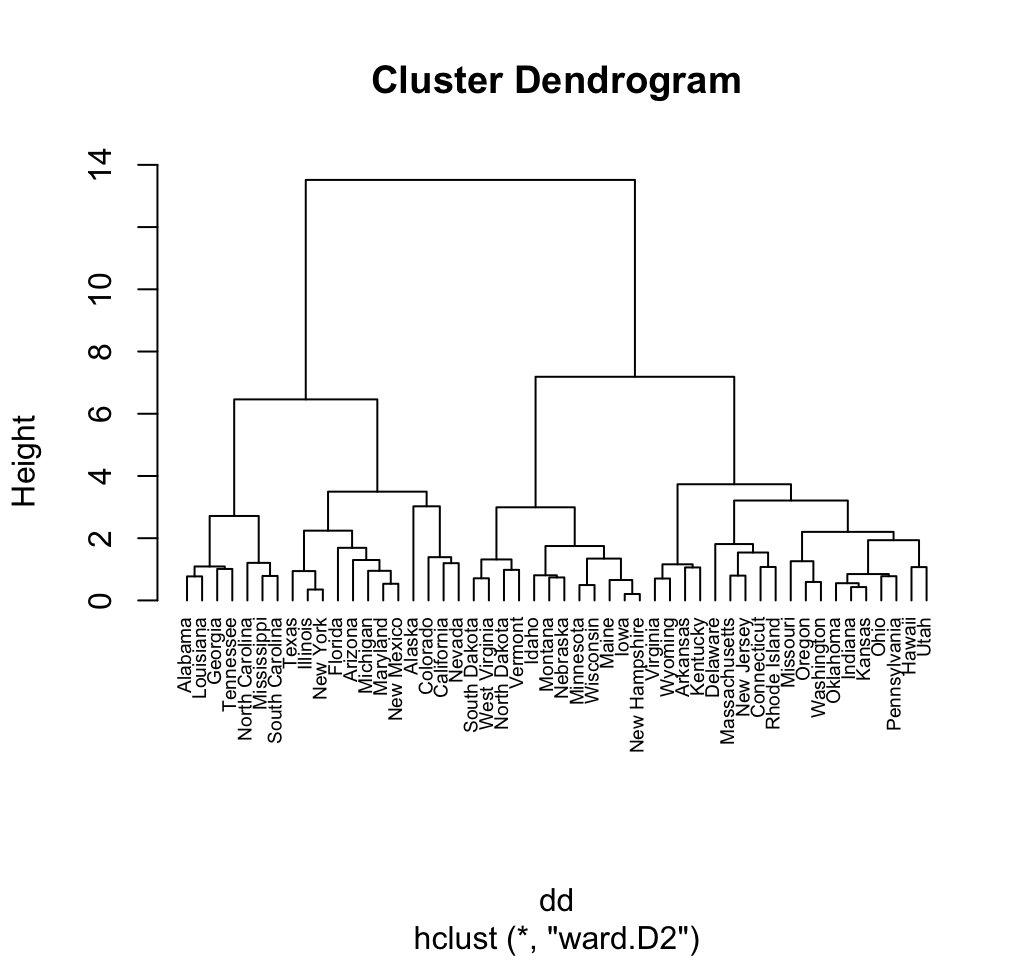 Cluster Dendrogram
Height
14
10
8
6
4
2
0
Alabama
Louisiana
Georgia
Tennessee
North Carolina
Mississippi
South Carolina
Texas
Illinois
New York
Florida
Arizona
Michigan
Maryland
New Mexico
Alaska
Colorado
California
Nevada
South Dakota
West Virginia
North Dakota
Vermont
Idaho
Montana
Nebraska
Minnesota
Wisconsin
Maine
Iowa
New Hampshire
Virginia
Wyoming
Arkansas
Kentucky
Delaware
Massachusetts
New Jersey
Connecticut
Rhode Island
Missouri
Oregon
Washington
Oklahoma
Indiana
Kansas
Ohio
Pennsylvania
Hawaii
Utah
dd
hclust (*, "ward.D2")